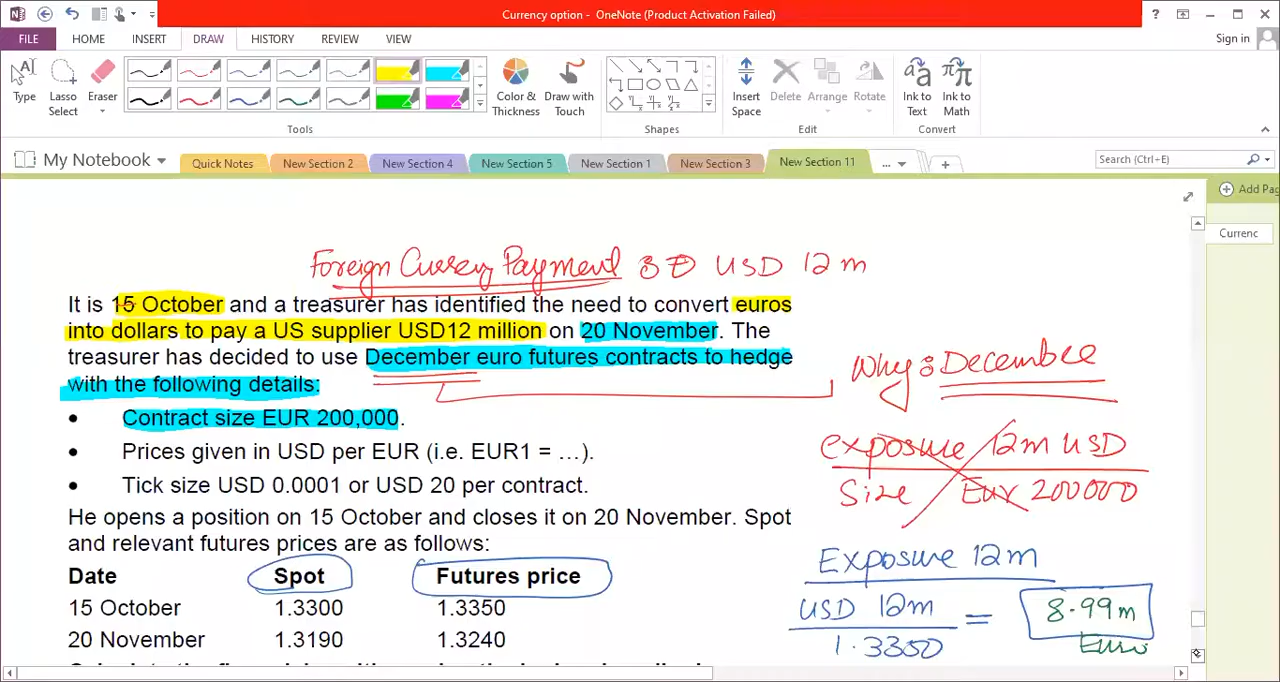 Currency option - OneNote (Product Activation Failed)
FILE HOME INSERT DRAW HISTORY REVIEW VIEW
Sign in
Type Lasso Select Eraser Color & Thickness Draw with Touch Insert Space Delete Arrange Rotate Ink to Text Ink to Math
Tools Shapes Edit Convert
My Notebook Quick Notes New Section 2 New Section 4 New Section 5 New Section 1 New Section 3 New Section 11 ... Search (Ctrl+E)
Add Pag
Currenc
Foreign Currency Payment USD 12 m
It is 15 October and a treasurer has identified the need to convert euros
into dollars to pay a US supplier USD12 million on 20 November. The
treasurer has decided to use December euro futures contracts to hedge
with the following details:
Why: December
• Contract size EUR 200,000.
• Prices given in USD per EUR (i.e. EUR1 = …).
exposure 12m USD
• Tick size USD 0.0001 or USD 20 per contract.
Size Eur 200000
He opens a position on 15 October and closes it on 20 November. Spot
and relevant futures prices are as follows:
Exposure 12m
Date Spot Futures price
15 October 1.3300 1.3350
USD 12m = 8.99m
20 November 1.3190 1.3240
1.3350 Euro